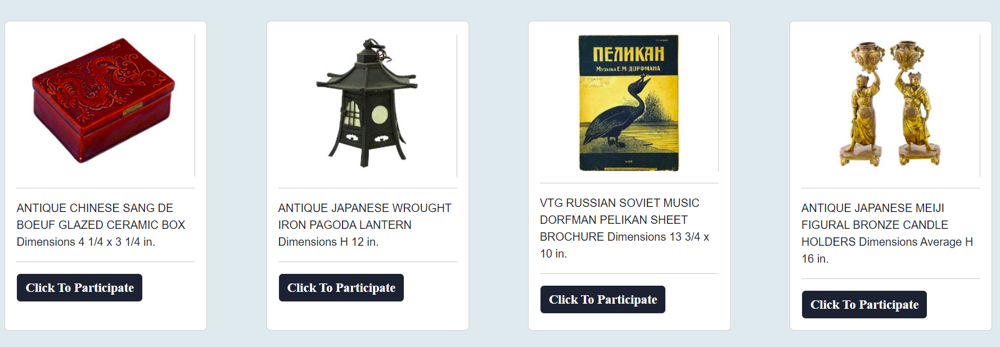 ПЕЛИКАН
Музыка Е.М. ДОРФМАНА
ANTIQUE CHINESE SANG DE
BOEUF GLAZED CERAMIC BOX
Dimensions 4 1/4 x 3 1/4 in.
Click To Participate
ANTIQUE JAPANESE WROUGHT
IRON PAGODA LANTERN
Dimensions H 12 in.
Click To Participate
VTG RUSSIAN SOVIET MUSIC
DORFMAN PELIKAN SHEET
BROCHURE Dimensions 13 3/4 x
10 in.
Click To Participate
ANTIQUE JAPANESE MEIJI
FIGURAL BRONZE CANDLE
HOLDERS Dimensions Average H
16 in.
Click To Participate